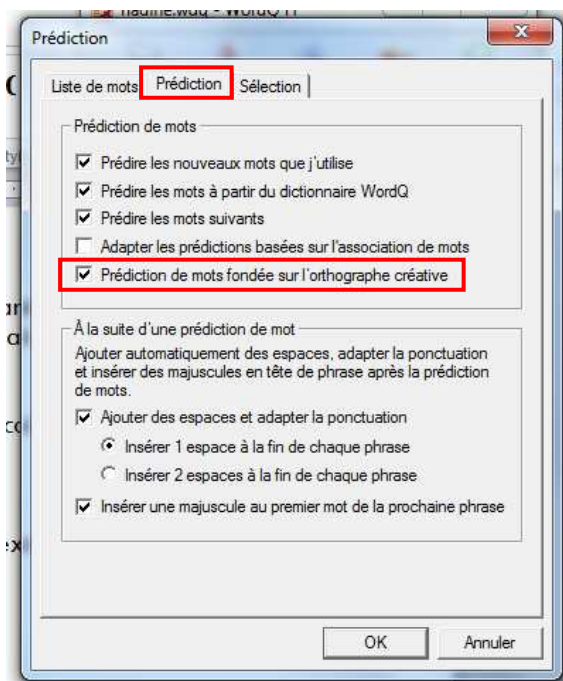 nadine.wdq - WordQ
Prédiction
Liste de mots Prédiction Sélection
Prédiction de mots
Prédire les nouveaux mots que j'utilise
Prédire les mots à partir du dictionnaire WordQ
Prédire les mots suivants
Adapter les prédictions basées sur l'association de mots
Prédiction de mots fondée sur l'orthographe créative
À la suite d'une prédiction de mot
Ajouter automatiquement des espaces, adapter la ponctuation
et insérer des majuscules en tête de phrase après la prédiction
de mots.
Ajouter des espaces et adapter la ponctuation
Insérer 1 espace à la fin de chaque phrase
Insérer 2 espaces à la fin de chaque phrase
Insérer une majuscule au premier mot de la prochaine phrase
OK Annuler